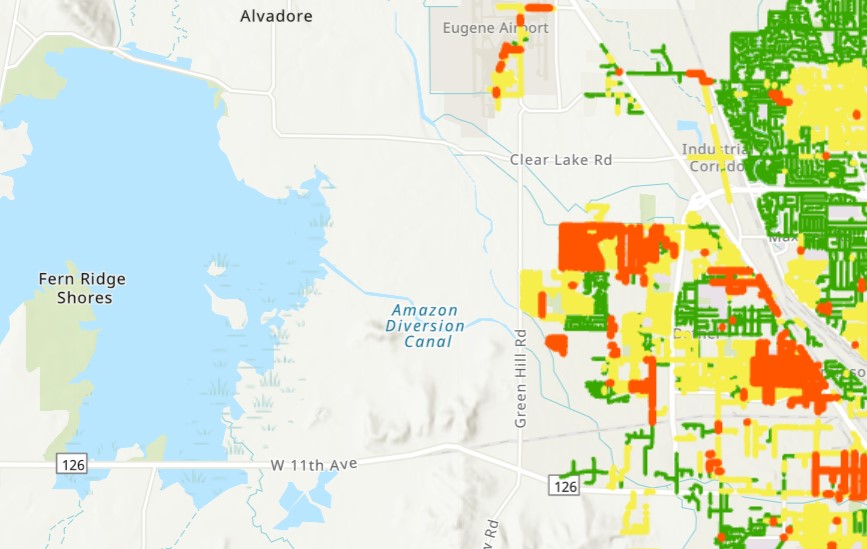 Alvadore
Eugene Airport
Clear Lake Rd
Industrial
Corridor
Fern Ridge
Shores
Amazon
Diversion
Canal
Green Hill Rd
126
W 11th Ave
126
Rd